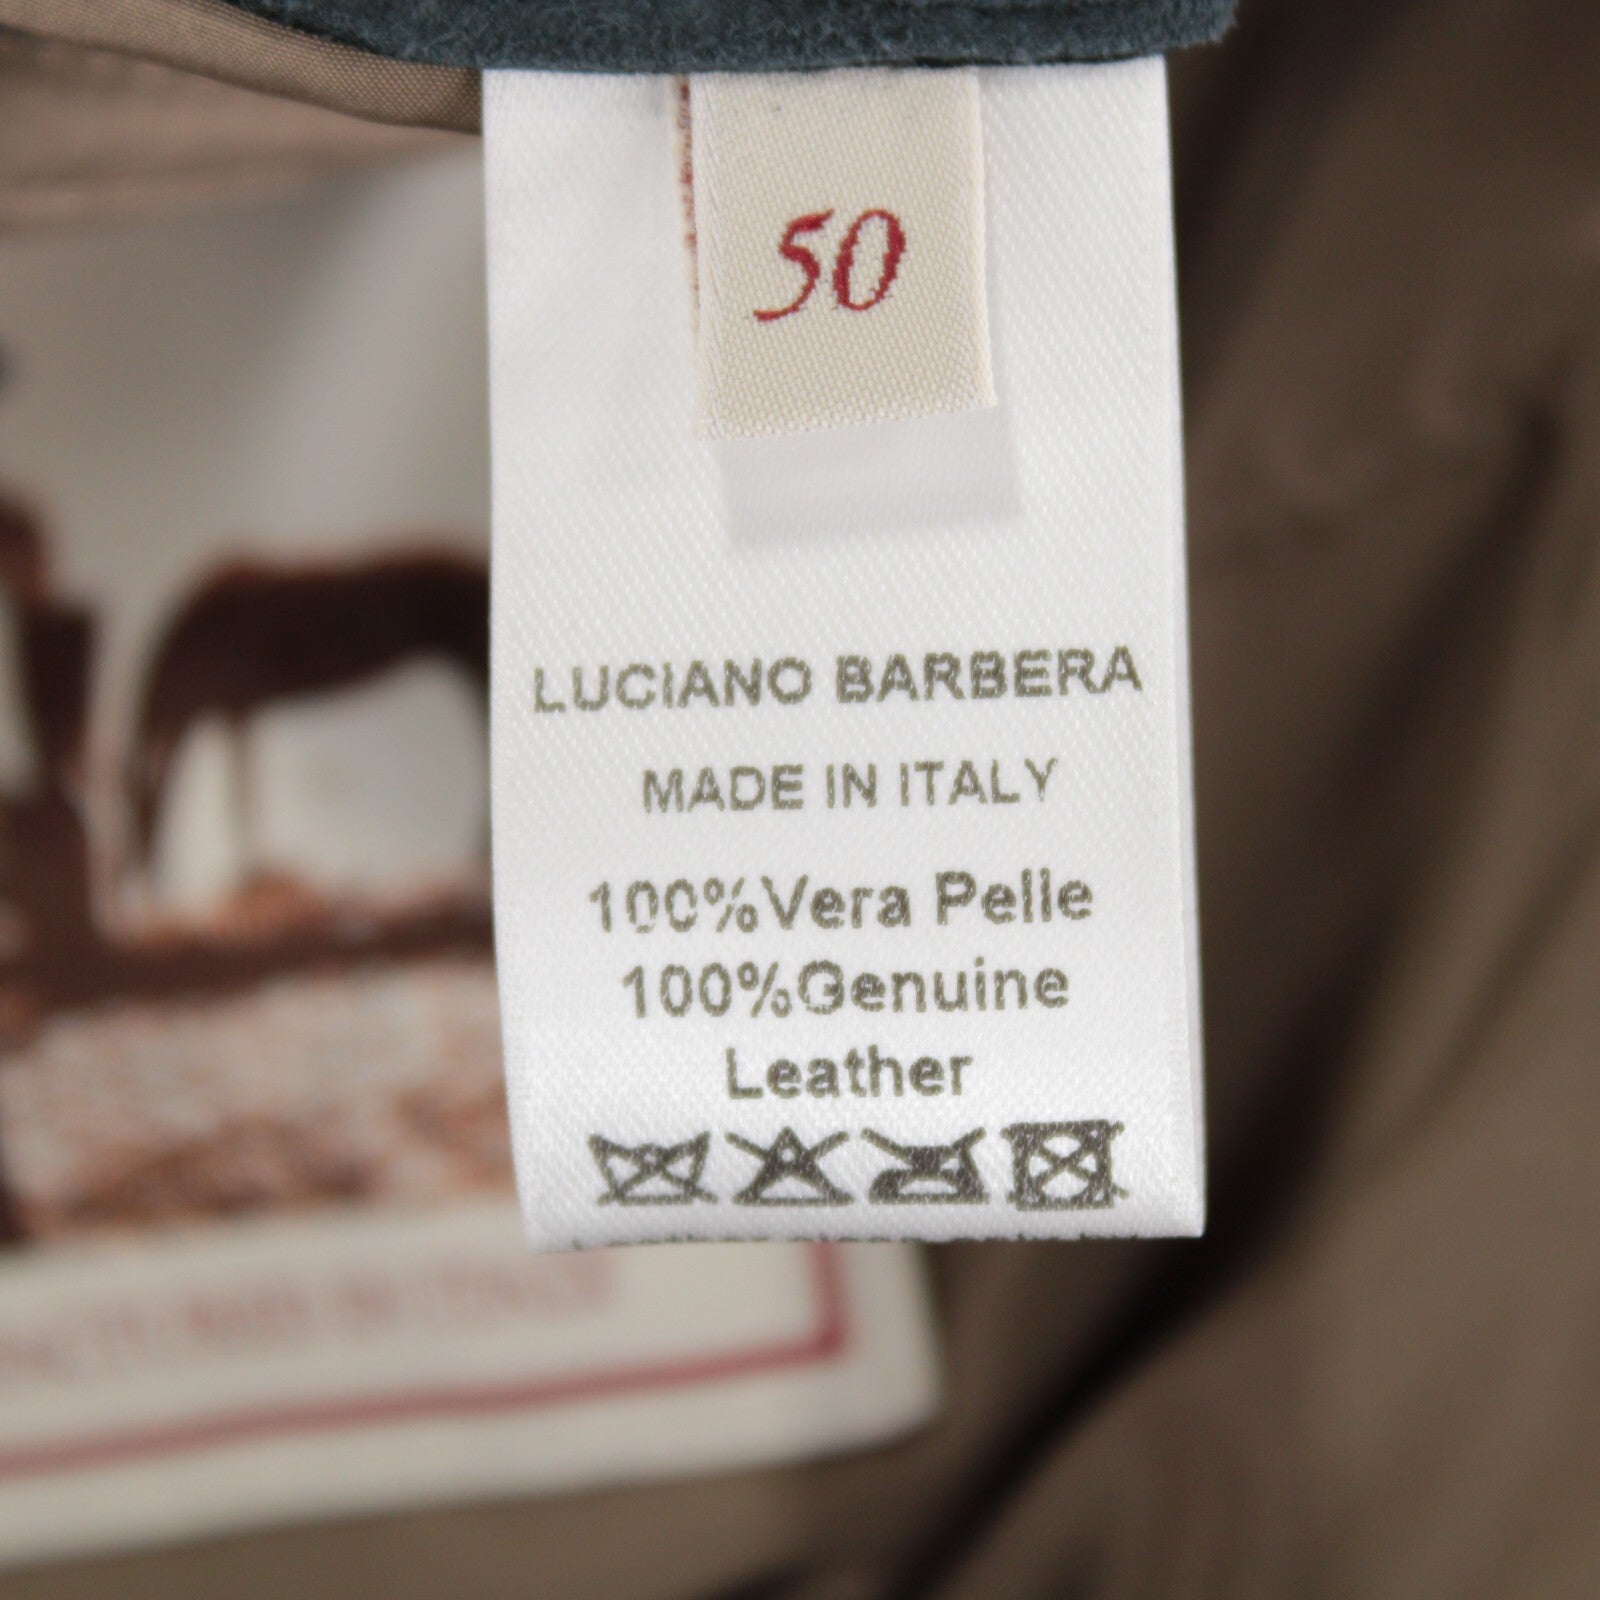 50
LUCIANO BARBERA
MADE IN ITALY
100%Vera Pelle
100%Genuine
Leather